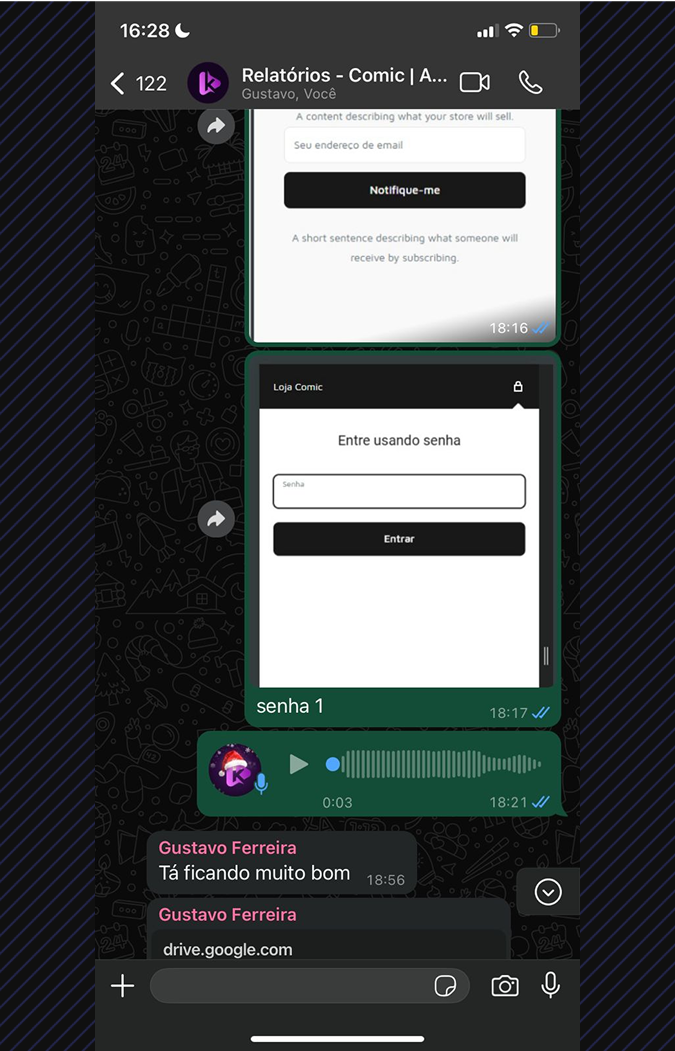 16:28
122
Relatórios - Comic | A...
Gustavo, Você
A content describing what your store will sell.
Seu endereço de email
Notifique-me
A short sentence describing what someone will
receive by subscribing.
18:16
Loja Comic
Entre usando senha
Senha
Entrar
senha 1
18:17
0:03
18:21
Gustavo Ferreira
Tá ficando muito bom
18:56
Gustavo Ferreira
drive.google.com